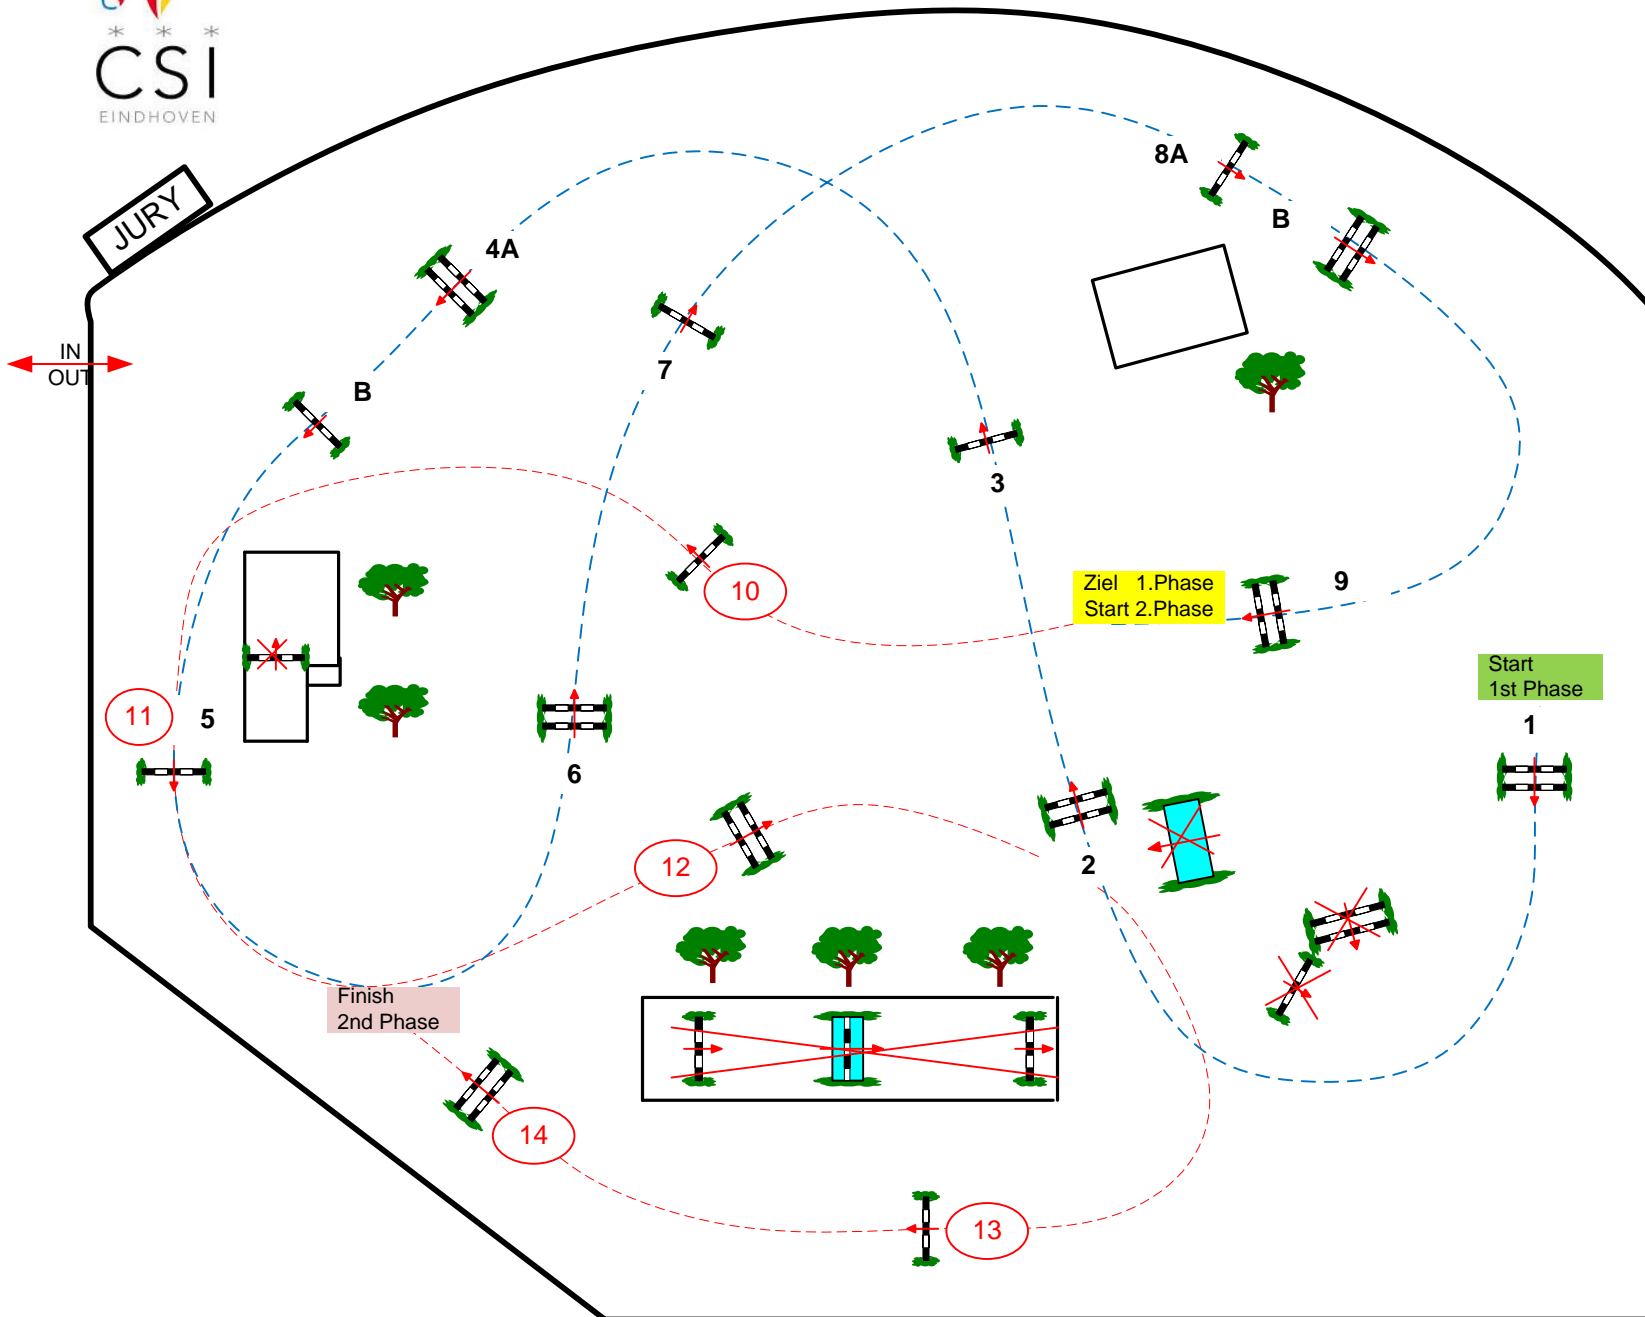 * * *
CSI
EINDHOVEN
JURY
IN
OUT
8A
B
4A
B
7
3
9
10
Ziel 1.Phase
Start 2.Phase
Start
1st Phase
1
11
5
6
2
12
Finish
2nd Phase
14
13